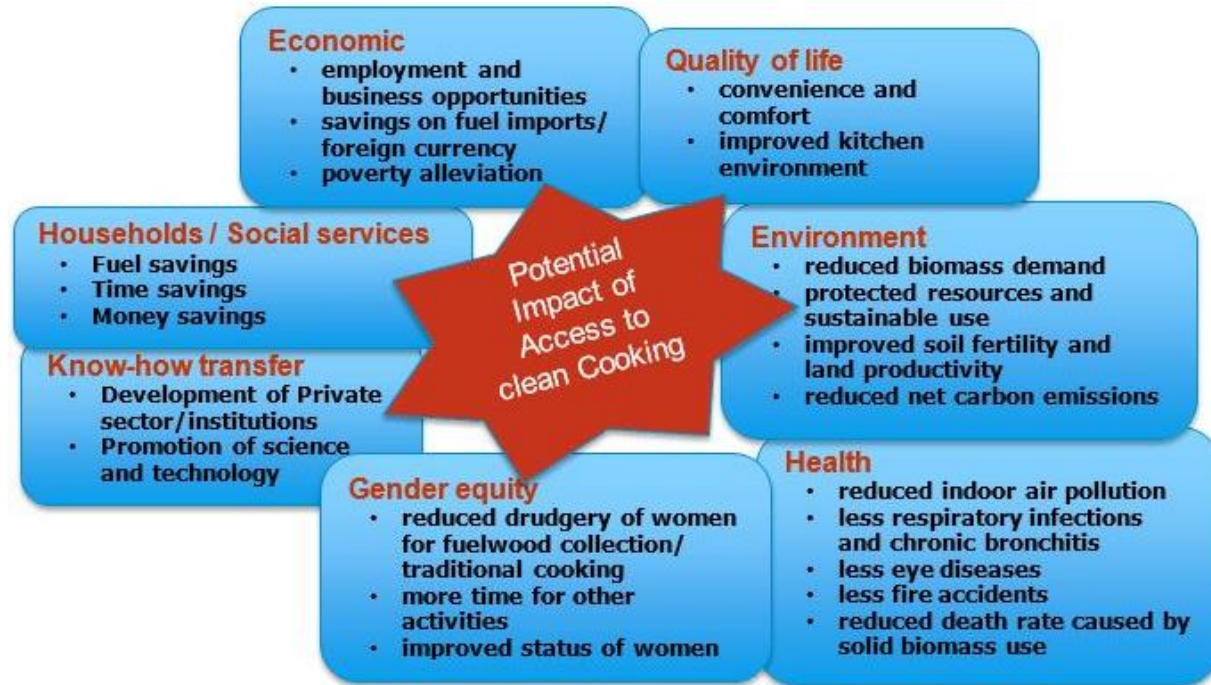 Economic
• employment and
business opportunities
• savings on fuel imports/
foreign currency
• poverty alleviation
Quality of life
• convenience and
comfort
• improved kitchen
environment
Households / Social services
• Fuel savings
• Time savings
• Money savings
Potential
Impact of
Access to
clean Cooking
Environment
• reduced biomass demand
• protected resources and
sustainable use
• improved soil fertility and
land productivity
• reduced net carbon emissions
Know-how transfer
• Development of Private
sector/institutions
• Promotion of science
and technology
Gender equity
• reduced drudgery of women
for fuelwood collection/
traditional cooking
• more time for other
activities
• improved status of women
Health
• reduced indoor air pollution
• less respiratory infections
and chronic bronchitis
• less eye diseases
• less fire accidents
• reduced death rate caused by
solid biomass use